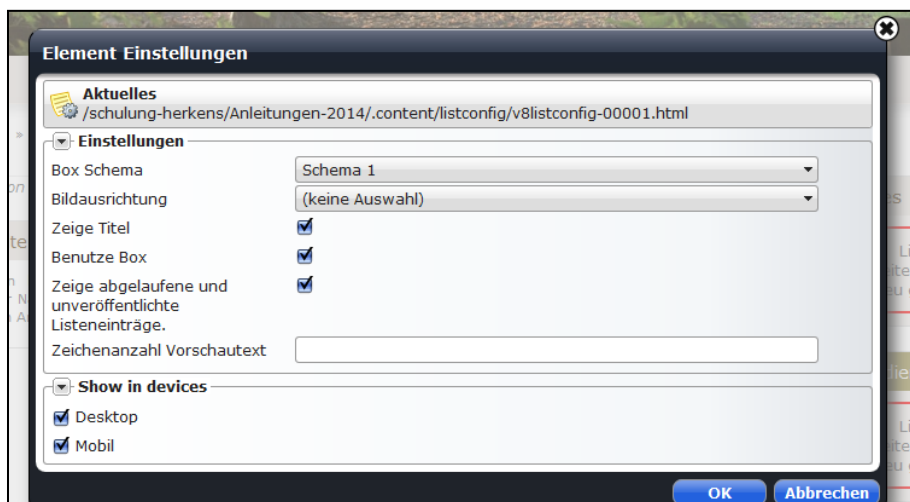 Element Einstellungen
Aktuelles
/schulung-herkens/Anleitungen-2014/.content/listconfig/v8listconfig-00001.html
Einstellungen
Box Schema Schema 1
Bildausrichtung (keine Auswahl)
Zeige Titel
Benutze Box
Zeige abgelaufene und
unveröffentlichte
Listeneinträge.
Zeichenanzahl Vorschautext
Show in devices
Desktop
Mobil
OK Abbrechen